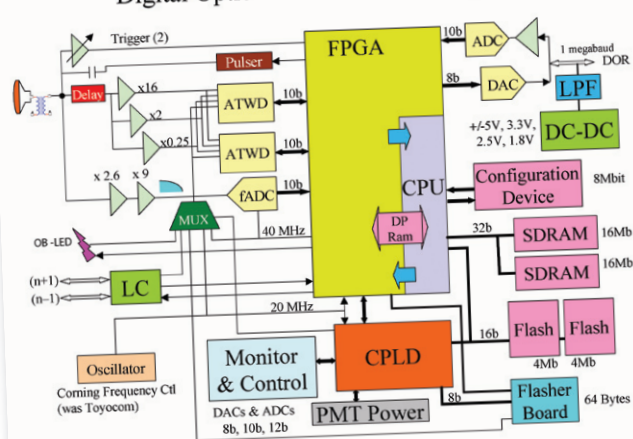 Digital Opti
Trigger (2)
Pulser
Delay
x16
x2
x0.25
x 2.6
x 9
ATWD
10b
ATWD
10b
fADC
10b
MUX
OB -LED
40 MHz
(n+1)
(n-1)
LC
20 MHz
Oscillator
Corning Frequency Ctl
(was Toyocom)
FPGA
CPU
DP
Ram
10b
ADC
8b
DAC
1 megabaud
DOR
LPF
+/-5V, 3.3V,
2.5V, 1.8V
DC-DC
Configuration
Device
8Mbit
32b
SDRAM
16Mb
SDRAM
16Mb
16b
Flash
Flash
4Mb
4Mb
Monitor
& Control
DACs & ADCs
8b, 10b, 12b
CPLD
PMT Power
8b
Flasher
Board
64 Bytes